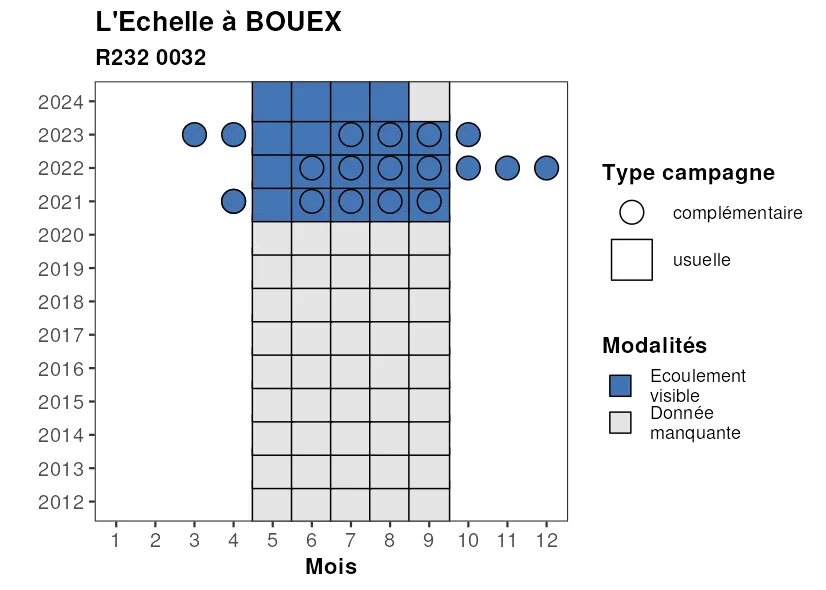 L'Echelle à BOUEX
R232 0032
2024
2023
2022
2021
2020
2019
2018
2017
2016
2015
2014
2013
2012
1 2 3 4 5 6 7 8 9 10 11 12
Mois
Type campagne
complémentaire
usuelle
Modalités
Ecoulement
visible
Donnée
manquante